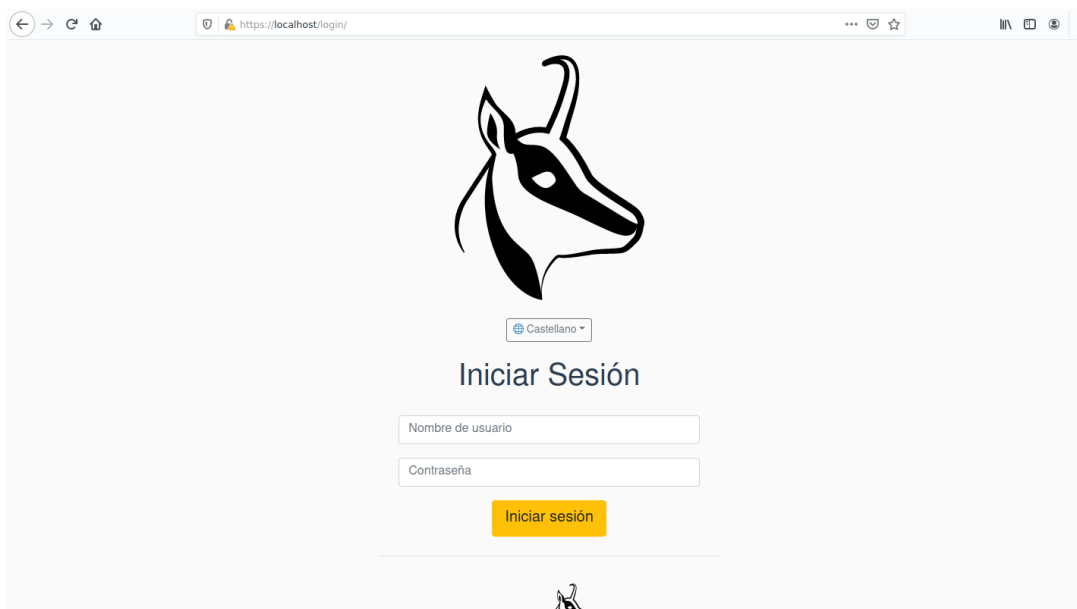 https://localhost/login/
Castellano
Iniciar Sesión
Nombre de usuario
Contraseña
Iniciar sesión